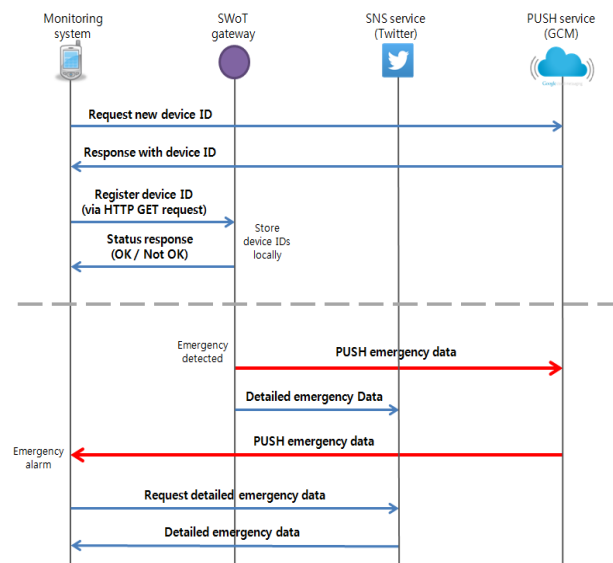 Monitoring system
SWoT gateway
SNS service (Twitter)
PUSH service (GCM)
Google
Request new device ID
Response with device ID
Register device ID
(via HTTP GET request)
Store
device IDs
locally
Status response
(OK / Not OK)
Emergency
detected
PUSH emergency data
Detailed emergency Data
PUSH emergency data
Emergency
alarm
Request detailed emergency data
Detailed emergency data